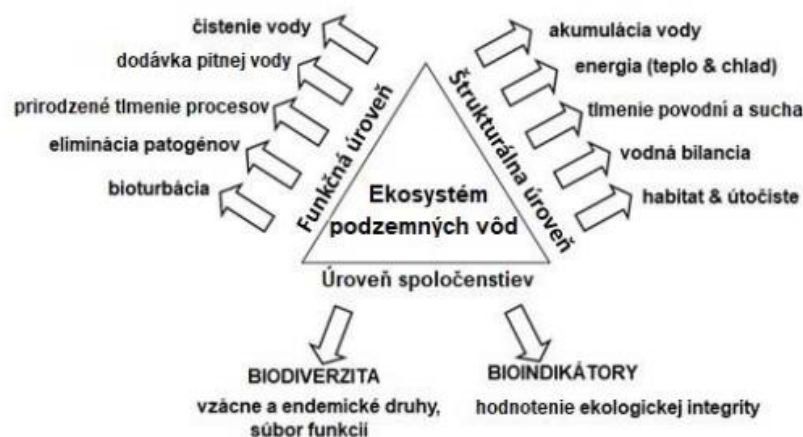 čistenie vody
dodávka pitnej vody
prirodzené tlmenie procesov
eliminácia patogénov
bioturbácia
Funkčná úroveň
akumulácia vody
energia (teplo & chlad)
tlmenie povodní a sucha
vodná bilancia
habitat & útočiste
Štrukturálna úroveň
Ekosystém
podzemných vôd
Úroveň spoločenstiev
BIODIVERZITA
vzácne a endemické druhy,
súbor funkcií
BIOINDIKÁTORY
hodnotenie ekologickej integrity